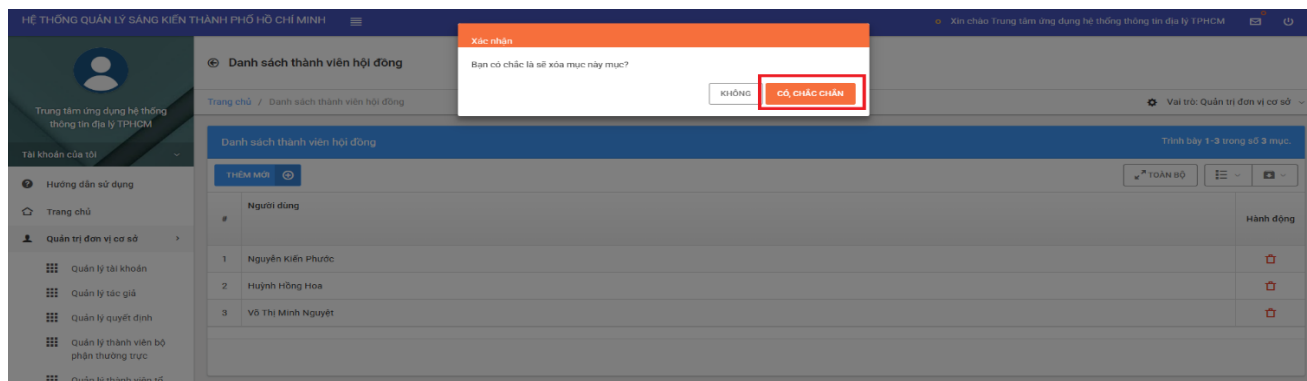 HỆ THỐNG QUẢN LÝ SÁNG KIẾN THÀNH PHỐ HỒ CHÍ MINH
Xin chào Trung tâm ứng dụng hệ thống thông tin địa lý TPHCM
Xác nhận
Bạn có chắc là sẽ xóa mục này mục?
KHÔNG
CÓ, CHẮC CHẮN
Danh sách thành viên hội đồng
Trang chủ / Danh sách thành viên hội đồng
Vai trò: Quản trị đơn vị cơ sở
Trung tâm ứng dụng hệ thống
thông tin địa lý TPHCM
Tài khoản của tôi
Hướng dẫn sử dụng
Trang chủ
Quản trị đơn vị cơ sở
Quản lý tài khoản
Quản lý tác giả
Quản lý quyết định
Quản lý thành viên bộ
phận thường trực
Quản lý thành viên tổ
Danh sách thành viên hội đồng
Trình bày 1-3 trong số 3 mục.
THÊM MỚI
TOÀN BỘ
# Người dùng Hành động
1 Nguyễn Kiến Phước
2 Huỳnh Hồng Hoa
3 Võ Thị Minh Nguyệt